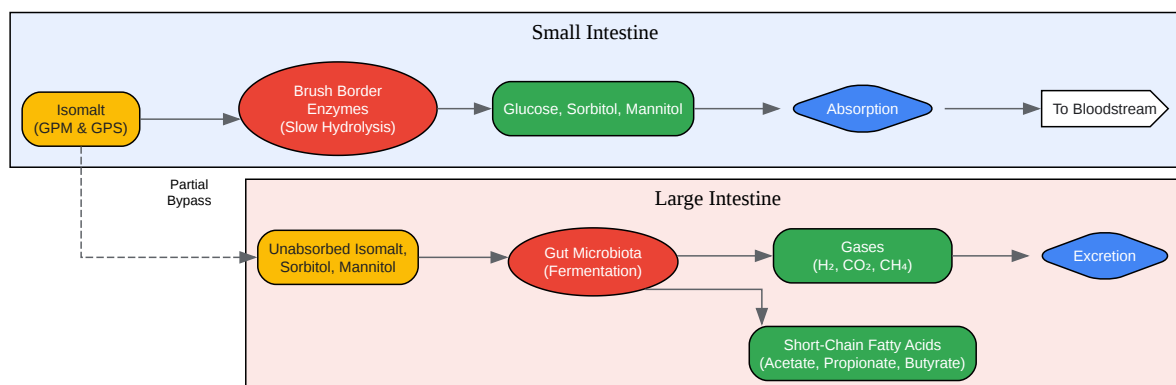 Small Intestine
Isomalt
(GPM & GPS)
Brush Border
Enzymes
(Slow Hydrolysis)
Glucose, Sorbitol, Mannitol
Absorption
To Bloodstream
Partial
Bypass
Large Intestine
Unabsorbed Isomalt,
Sorbitol, Mannitol
Gut Microbiota
(Fermentation)
Gases
(H₂, CO₂, CH₄)
Excretion
Short-Chain Fatty Acids
(Acetate, Propionate, Butyrate)